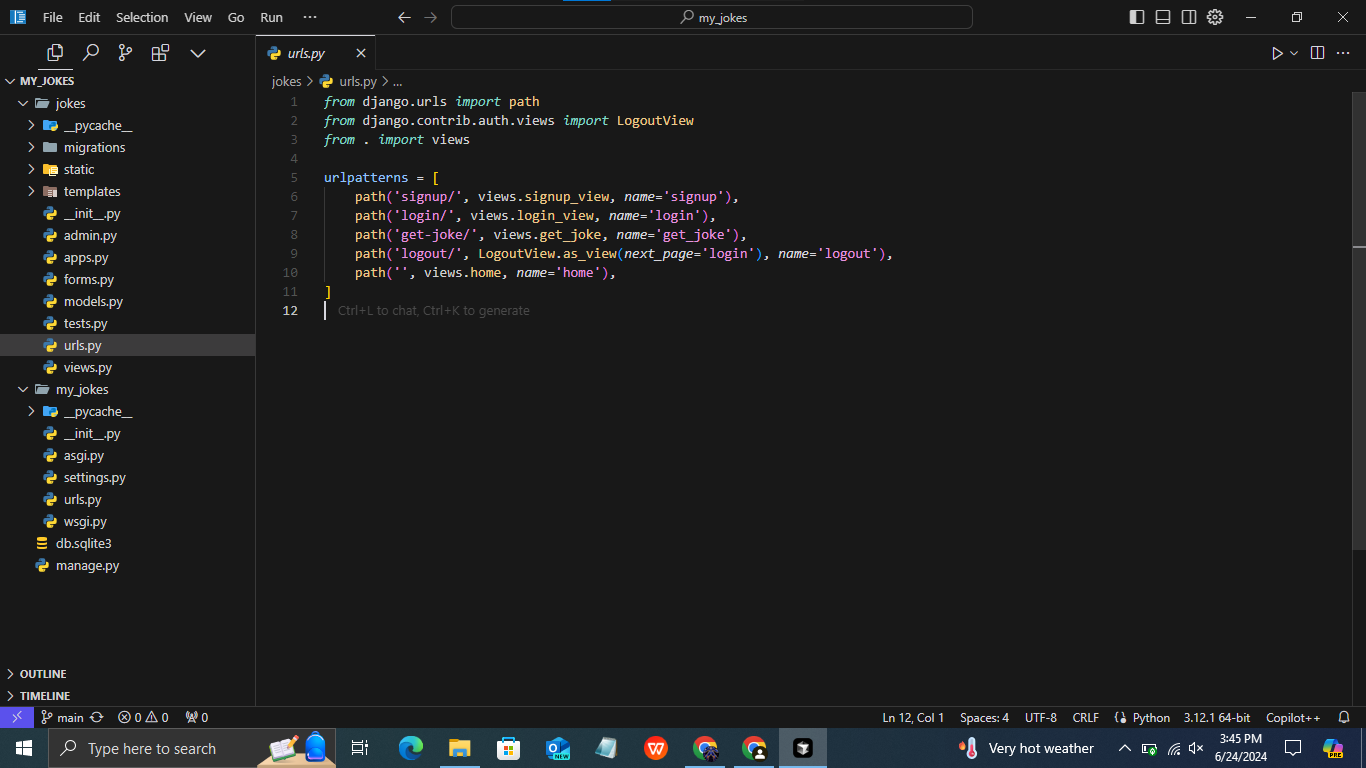 File Edit Selection View Go Run ···
my_jokes
MY_JOKES
jokes
__pycache__
migrations
static
templates
__init__.py
admin.py
apps.py
forms.py
models.py
tests.py
urls.py
views.py
my_jokes
__pycache__
__init__.py
asgi.py
settings.py
urls.py
wsgi.py
db.sqlite3
manage.py
OUTLINE
TIMELINE
urls.py
jokes > urls.py > ...
1 from django.urls import path
2 from django.contrib.auth.views import LogoutView
3 from . import views
4
5 urlpatterns = [
6 path('signup/', views.signup_view, name='signup'),
7 path('login/', views.login_view, name='login'),
8 path('get-joke/', views.get_joke, name='get_joke'),
9 path('logout/', LogoutView.as_view(next_page='login'), name='logout'),
10 path('', views.home, name='home'),
11 ]
12 Ctrl+L to chat, Ctrl+K to generate
main 0 0 0 Ln 12, Col 1 Spaces: 4 UTF-8 CRLF Python 3.12.1 64-bit Copilot++
Type here to search NEW W Very hot weather PRE
3:45 PM
6/24/2024